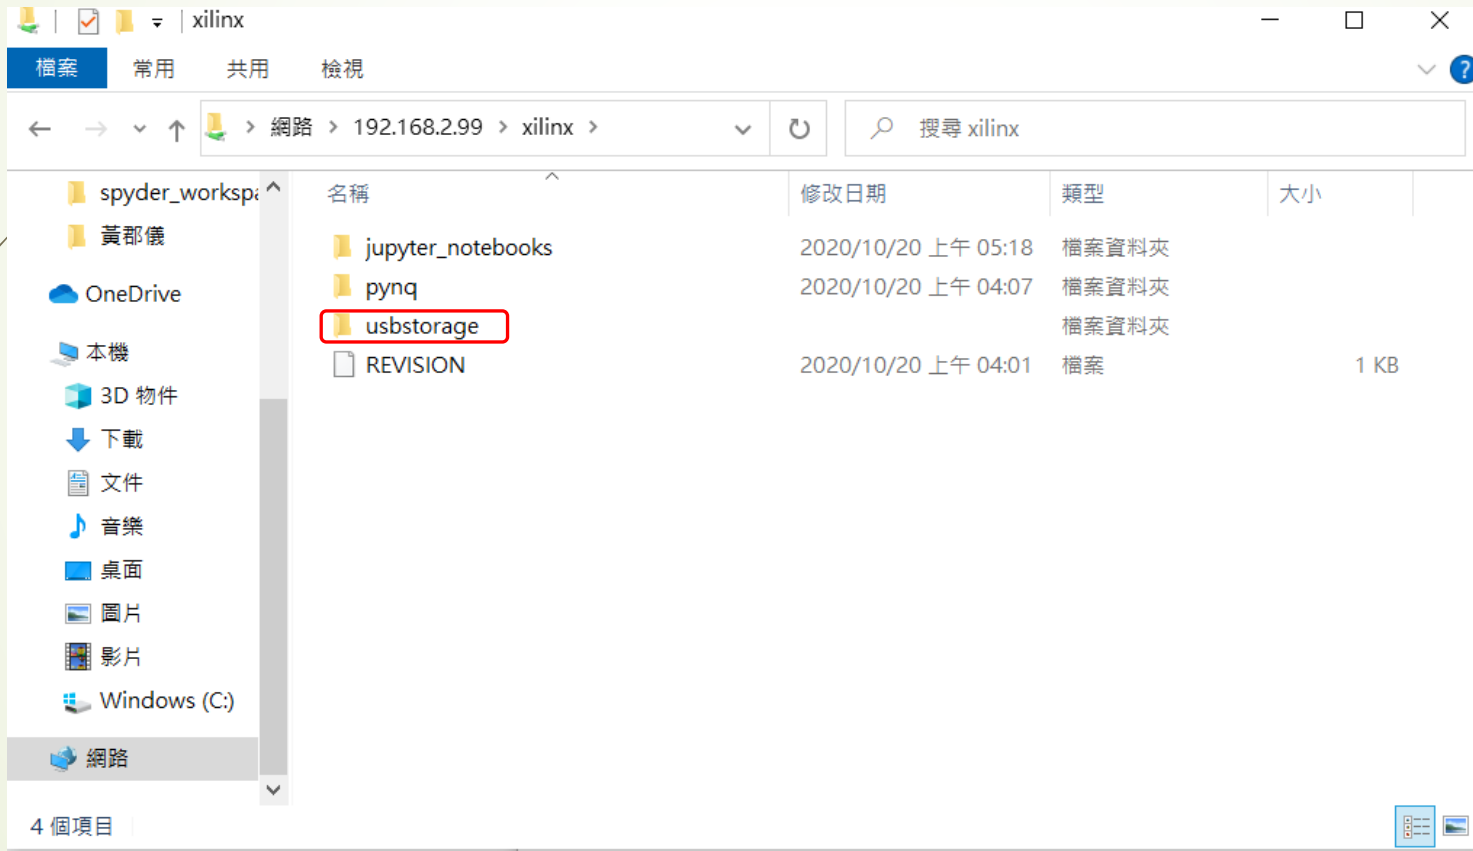 xilinx
檔案 常用 共用 檢視 ?
網路 192.168.2.99 xilinx 搜尋 xilinx
spyder_workspa
黃郡儀
OneDrive
本機
3D 物件
下載
文件
音樂
桌面
圖片
影片
Windows (C:)
網路
名稱 修改日期 類型 大小
jupyter_notebooks 2020/10/20 上午 05:18 檔案資料夾
pynq 2020/10/20 上午 04:07 檔案資料夾
usbstorage 檔案資料夾
REVISION 2020/10/20 上午 04:01 檔案 1 KB
4 個項目